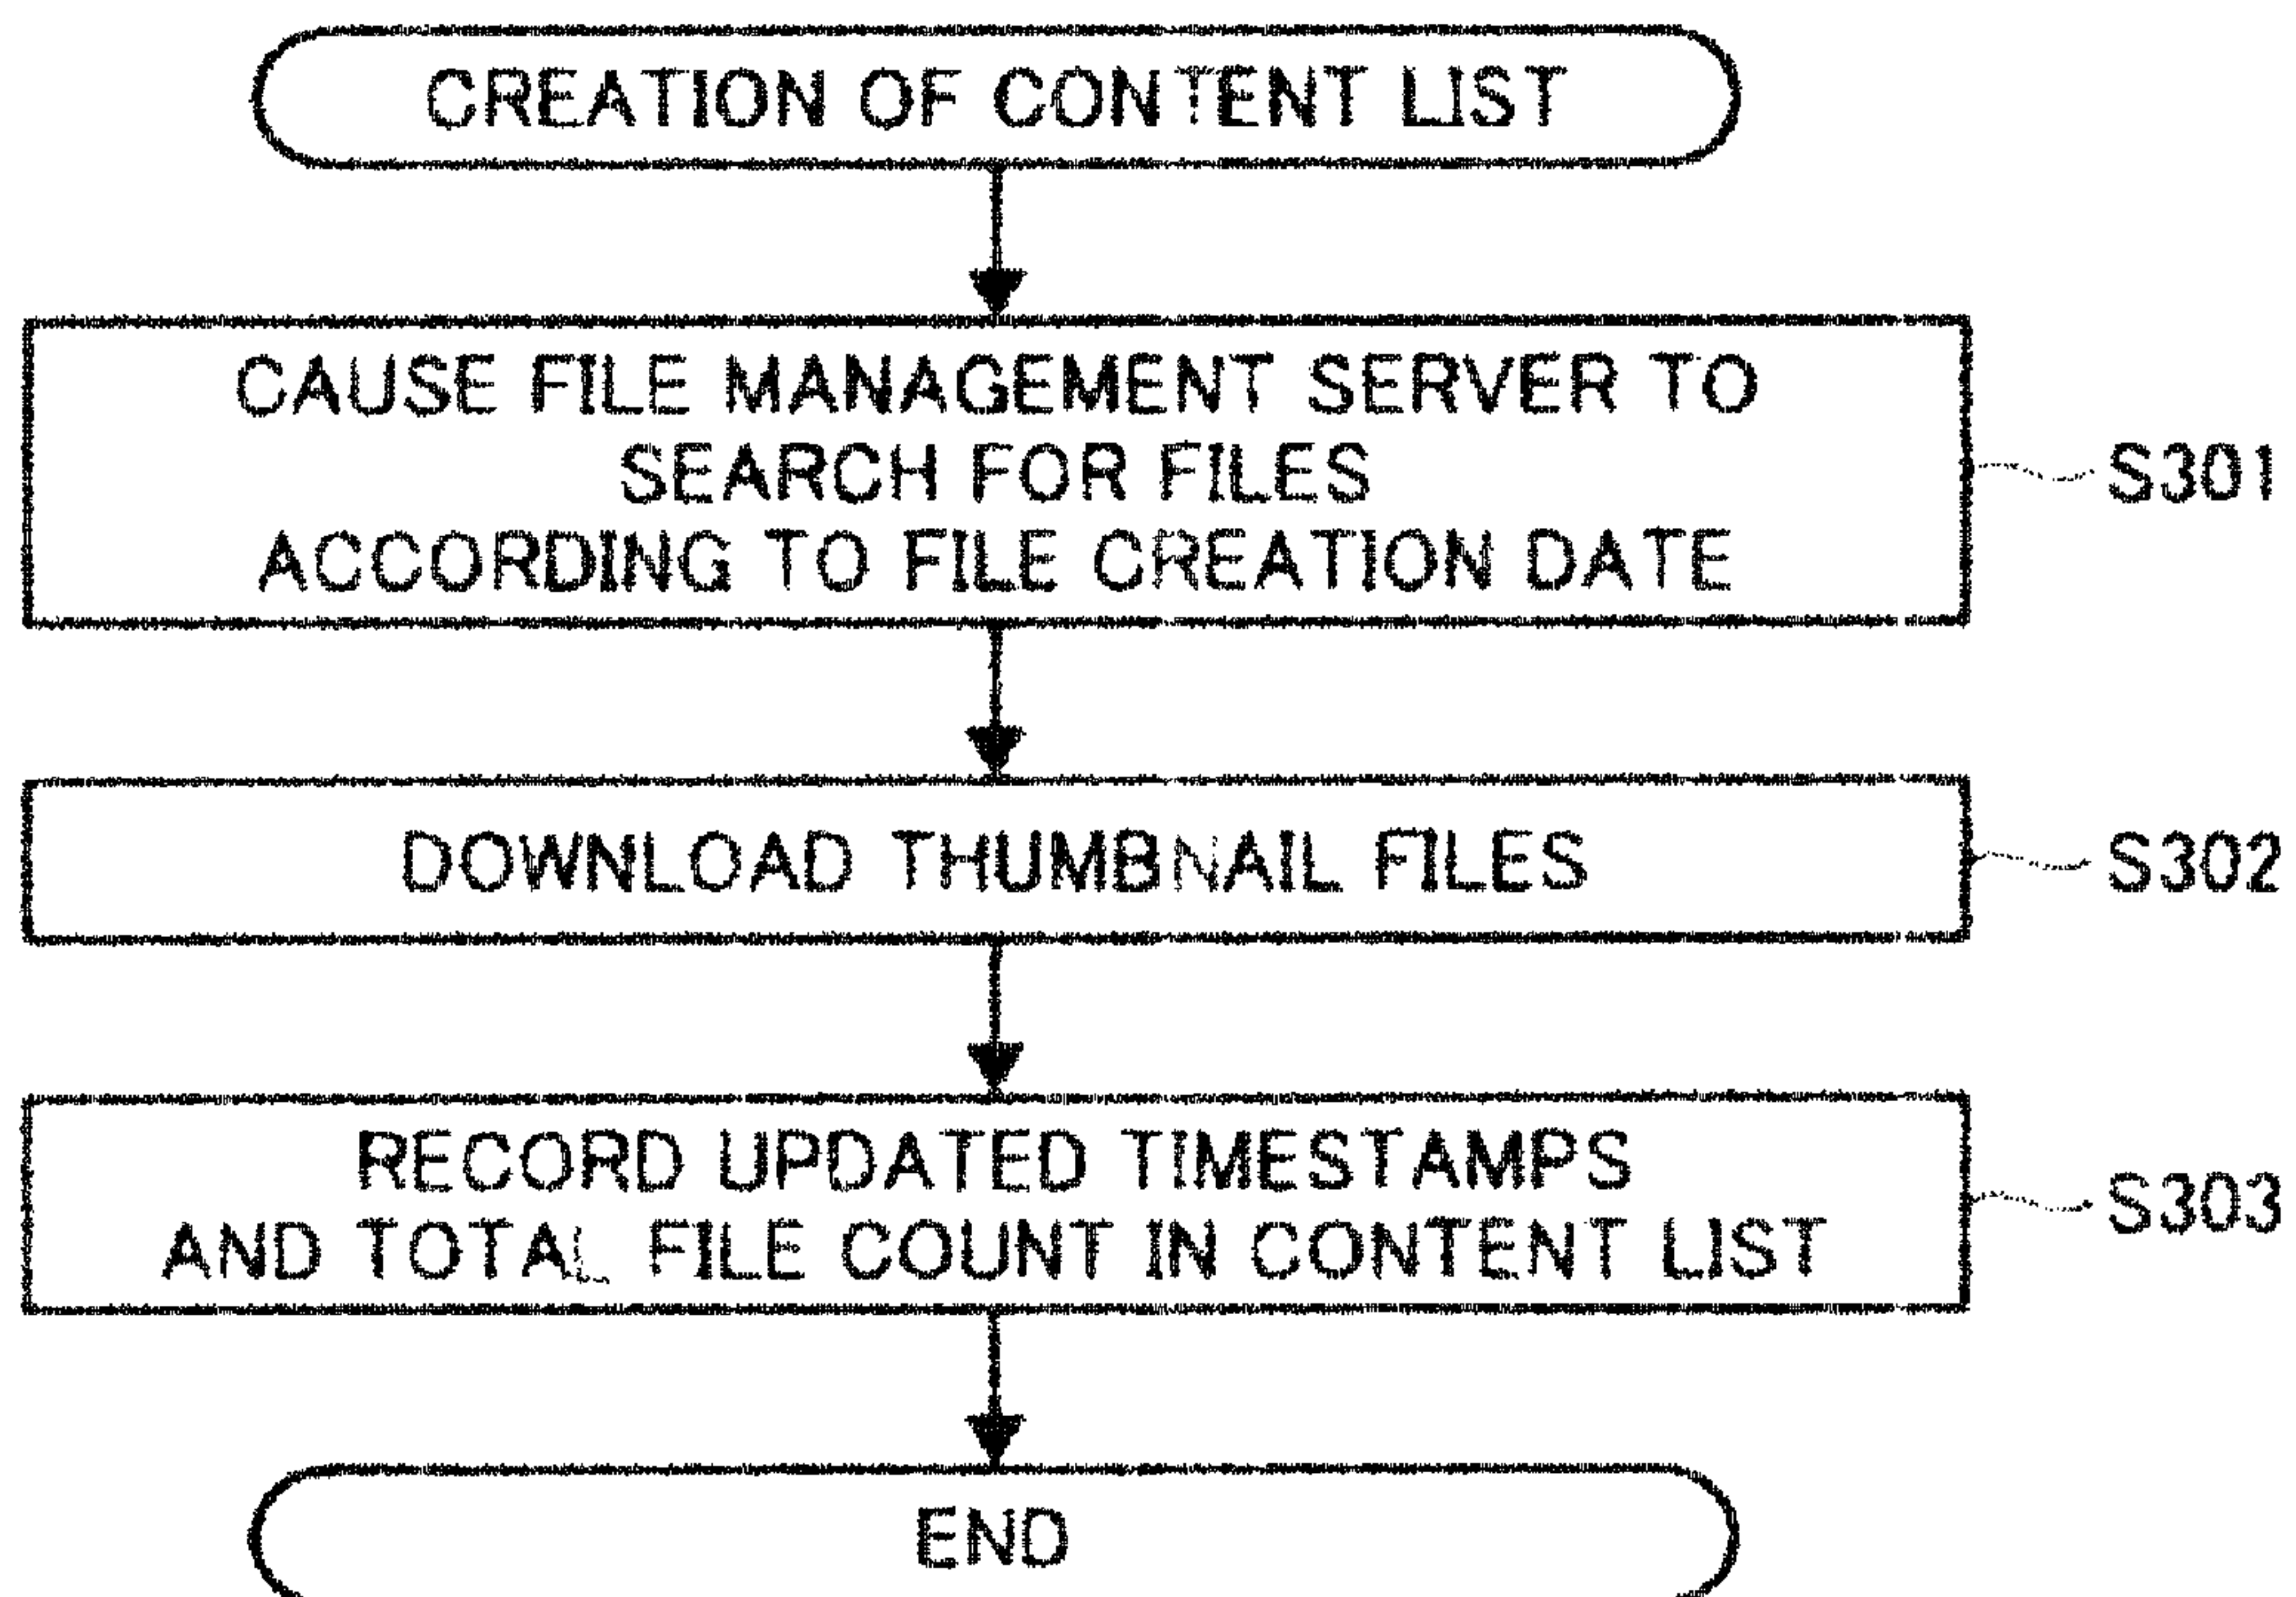 CREATION OF CONTENT LIST
CAUSE FILE MANAGEMENT SERVER TO
SEARCH FOR FILES
ACCORDING TO FILE CREATION DATE
S301
DOWNLOAD THUMBNAIL FILES
S302
RECORD UPDATED TIMESTAMPS
AND TOTAL FILE COUNT IN CONTENT LIST
S303
END